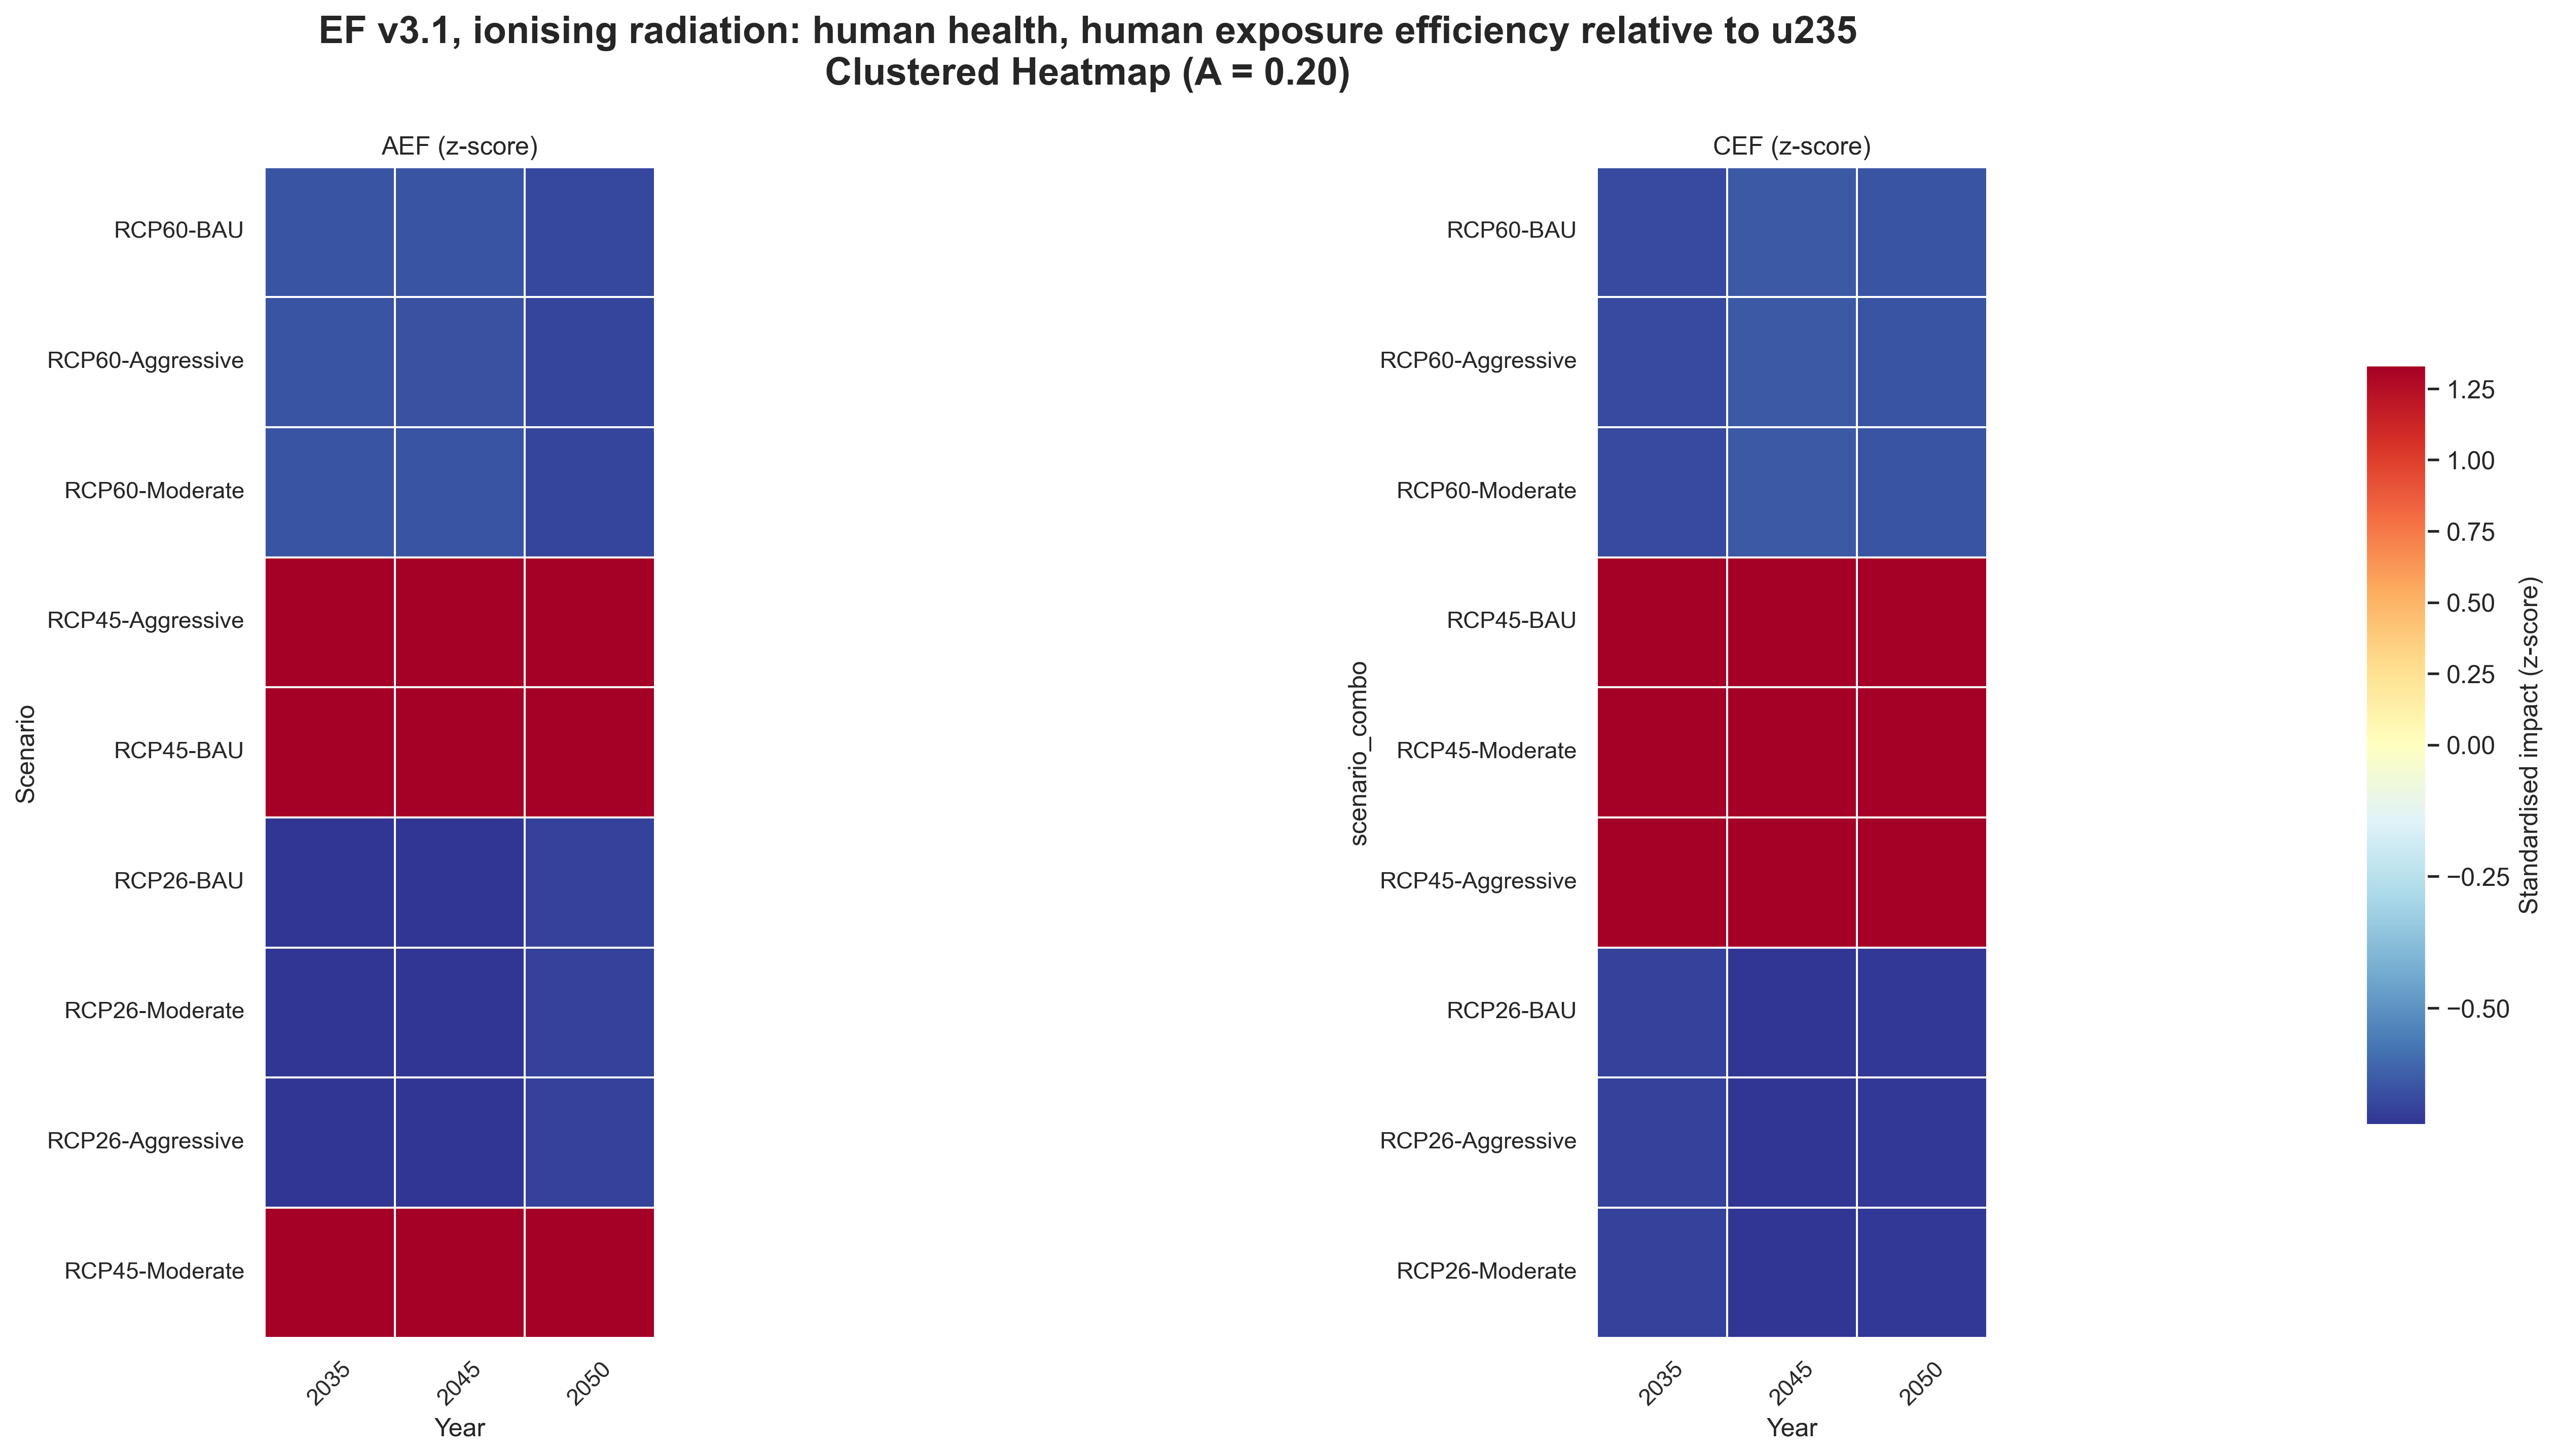 EF v3.1, ionising radiation: human health, human exposure efficiency relative to u235
Clustered Heatmap (A = 0.20)
AEF (z-score)
Scenario
RCP60-BAU
RCP60-Aggressive
RCP60-Moderate
RCP45-Aggressive
RCP45-BAU
RCP26-BAU
RCP26-Moderate
RCP26-Aggressive
RCP45-Moderate
2035
2045
2050
Year
CEF (z-score)
scenario_combo
RCP60-BAU
RCP60-Aggressive
RCP60-Moderate
RCP45-BAU
RCP45-Moderate
RCP45-Aggressive
RCP26-BAU
RCP26-Aggressive
RCP26-Moderate
2035
2045
2050
Year
1.25
1.00
0.75
0.50
0.25
0.00
−0.25
−0.50
Standardised impact (z-score)